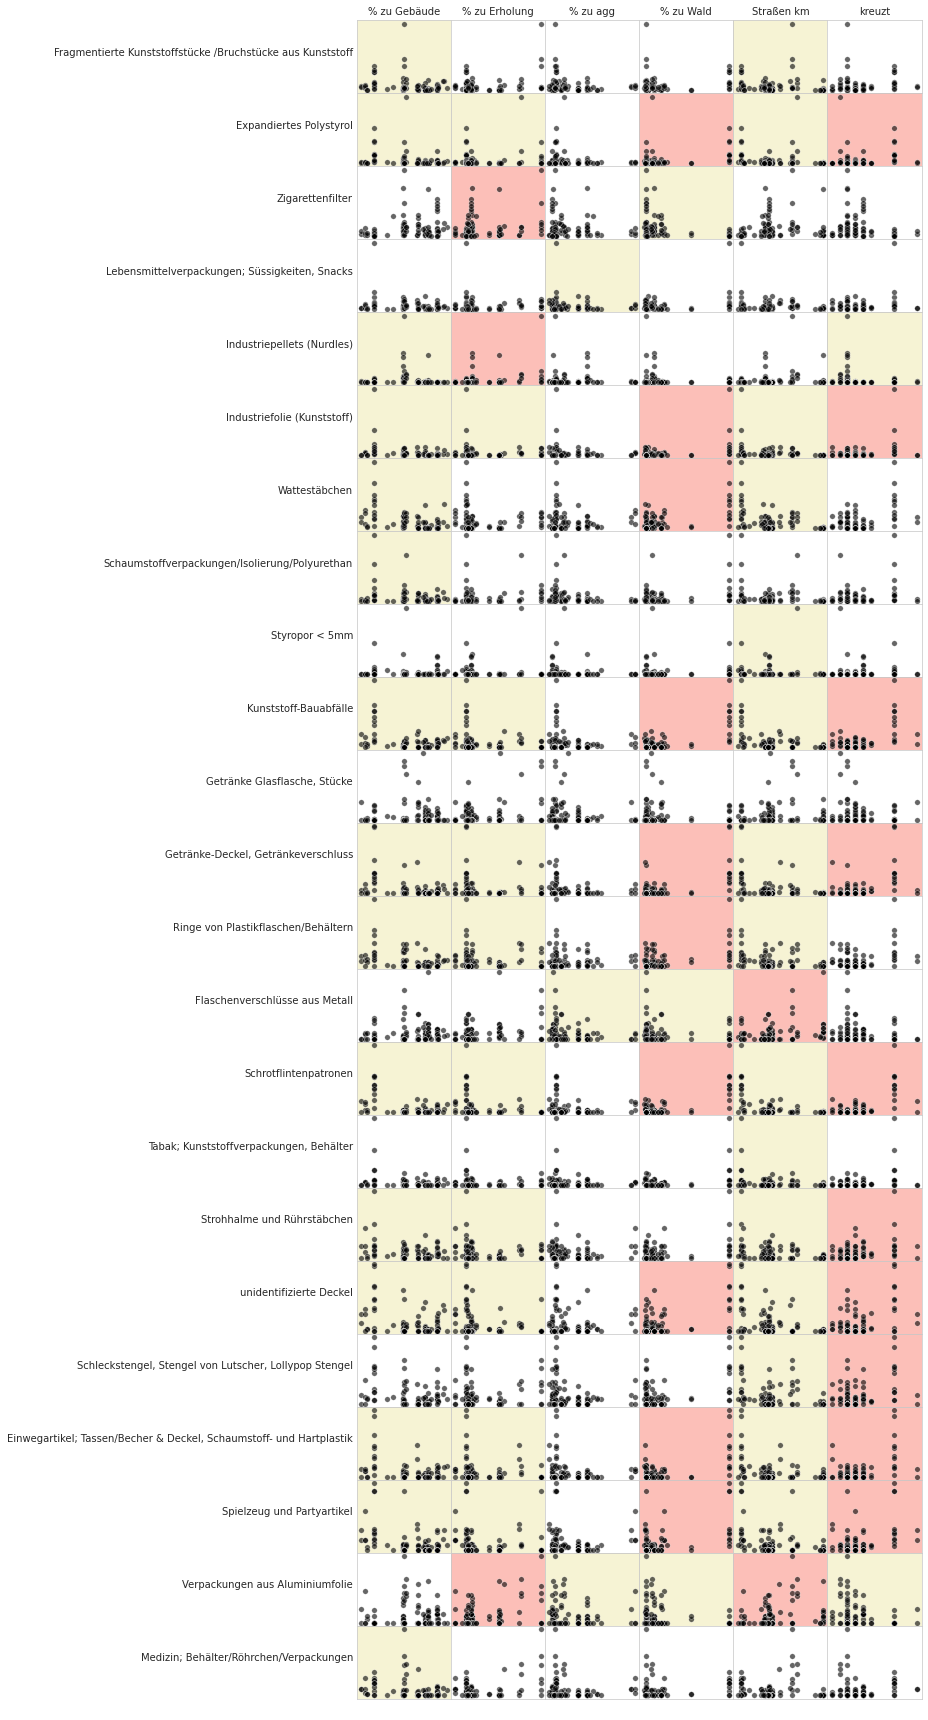 % zu Gebäude % zu Erholung % zu agg % zu Wald Straßen km kreuzt
Fragmentierte Kunststoffstücke /Bruchstücke aus Kunststoff
Expandiertes Polystyrol
Zigarettenfilter
Lebensmittelverpackungen; Süssigkeiten, Snacks
Industriepellets (Nurdles)
Industriefolie (Kunststoff)
Wattestäbchen
Schaumstoffverpackungen/Isolierung/Polyurethan
Styropor < 5mm
Kunststoff-Bauabfälle
Getränke Glasflasche, Stücke
Getränke-Deckel, Getränkeverschluss
Ringe von Plastikflaschen/Behältern
Flaschenverschlüsse aus Metall
Schrotflintenpatronen
Tabak; Kunststoffverpackungen, Behälter
Strohhalme und Rührstäbchen
unidentifizierte Deckel
Schleckstengel, Stengel von Lutscher, Lollypop Stengel
Einwegartikel; Tassen/Becher & Deckel, Schaumstoff- und Hartplastik
Spielzeug und Partyartikel
Verpackungen aus Aluminiumfolie
Medizin; Behälter/Röhrchen/Verpackungen